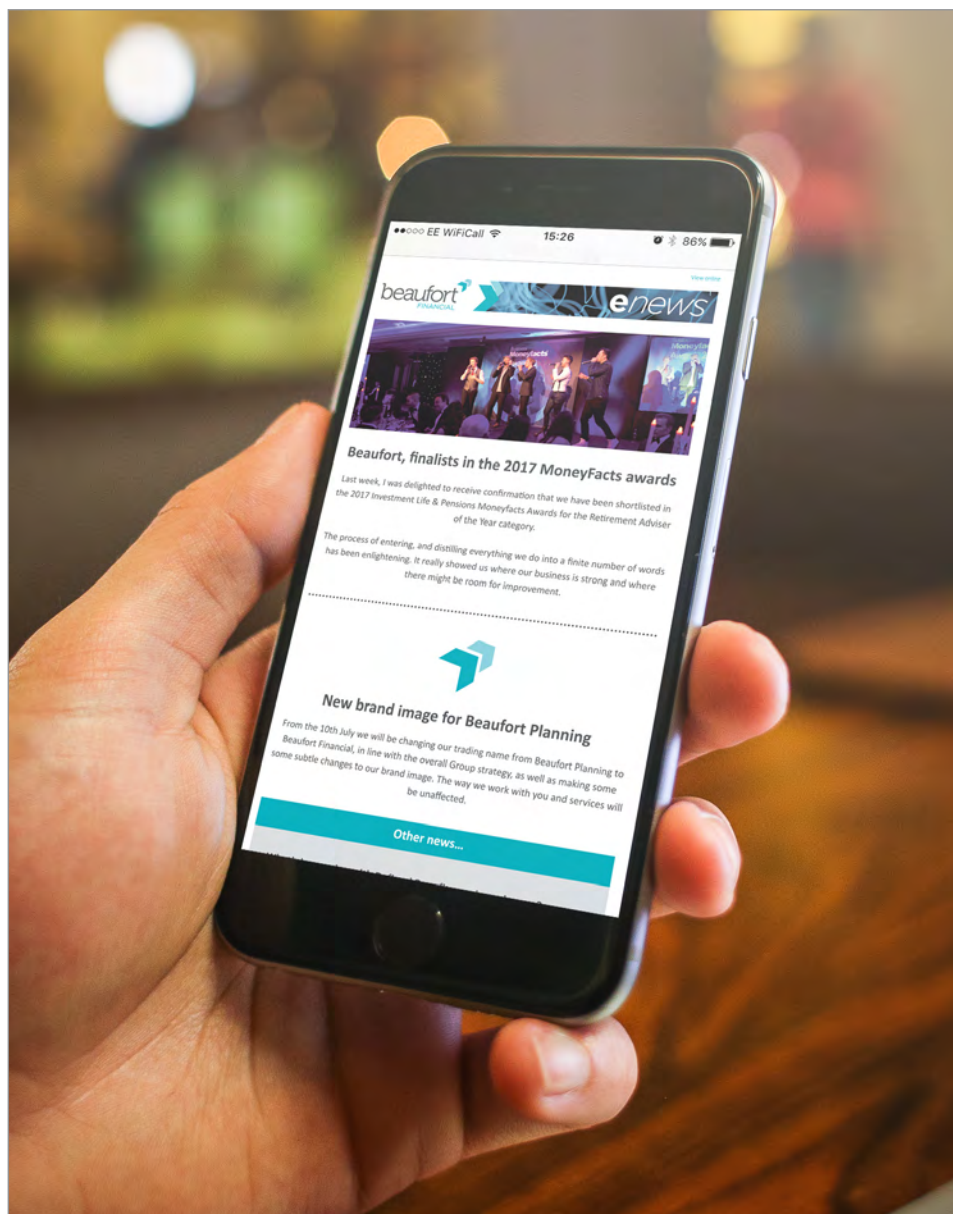 EE WiFiCall
15:26
86%
View online
beaufort
FINANCIAL
enews
Moneyfacts
Moneyfacts
Beaufort, finalists in the 2017 MoneyFacts awards
Last week, I was delighted to receive confirmation that we have been shortlisted in
the 2017 Investment Life & Pensions Moneyfacts Awards for the Retirement Adviser
of the Year category.
The process of entering, and distilling everything we do into a finite number of words
has been enlightening. It really showed us where our business is strong and where
there might be room for improvement.
New brand image for Beaufort Planning
From the 10th July we will be changing our trading name from Beaufort Planning to
Beaufort Financial, in line with the overall Group strategy, as well as making some
some subtle changes to our brand image. The way we work with you and services will
be unaffected.
Other news...